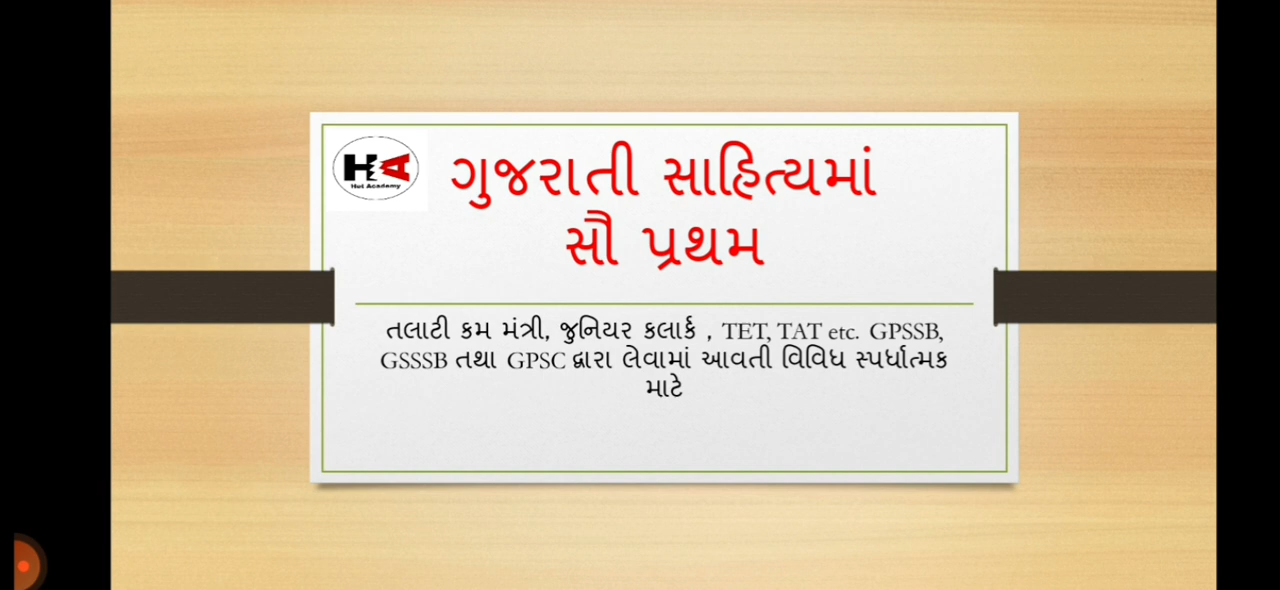 HA
Hut Academy
ગુજરાતી સાહિત્યમાં
સૌ પ્રથમ
તલાટી કમ મંત્રી, જુનિયર કલાર્ક , TET, TAT etc. GPSSB,
GSSSB તથા GPSC દ્વારા લેવામાં આવતી વિવિધ સ્પર્ધાત્મક
માટે